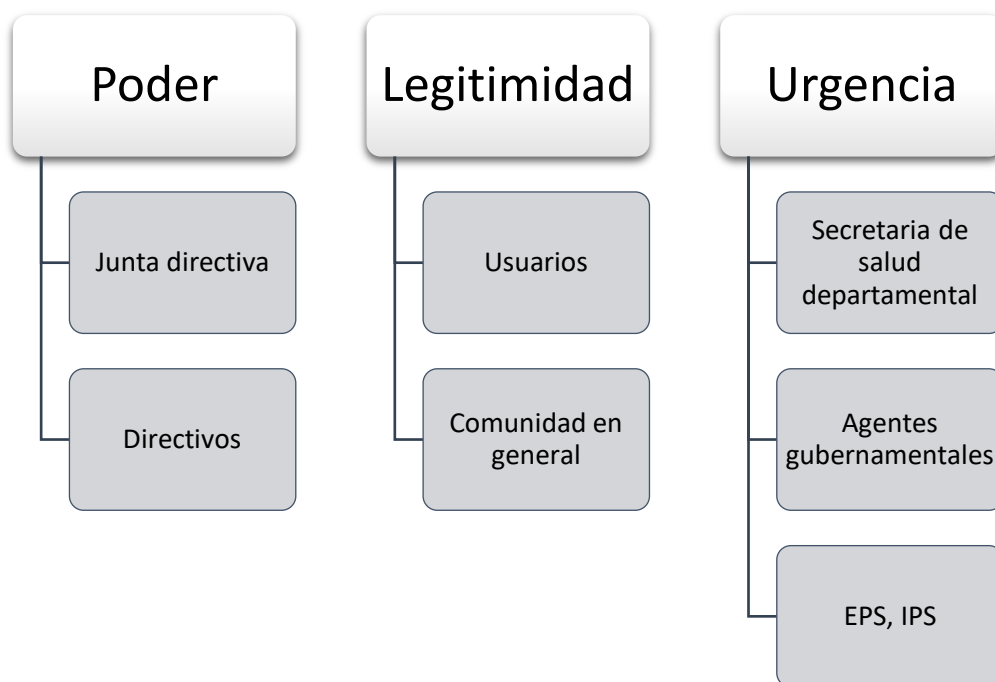 Poder
Junta directiva
Directivos
Legitimidad
Usuarios
Comunidad en
general
Urgencia
Secretaria de
salud
departamental
Agentes
gubernamentales
EPS, IPS